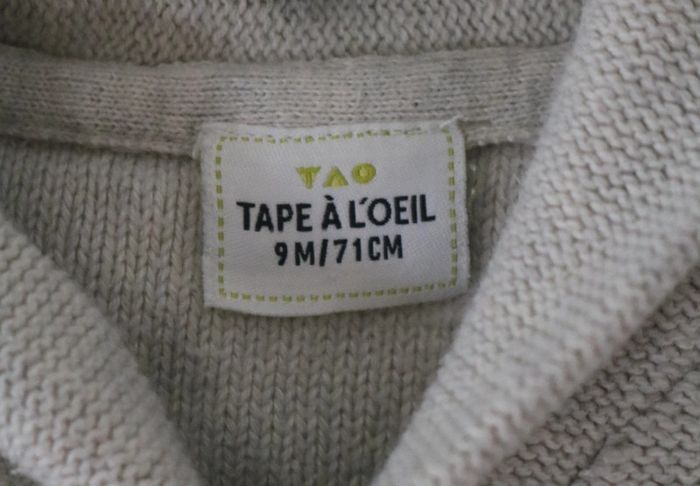 TAO
TAPE À L'OEIL
9M/71CM